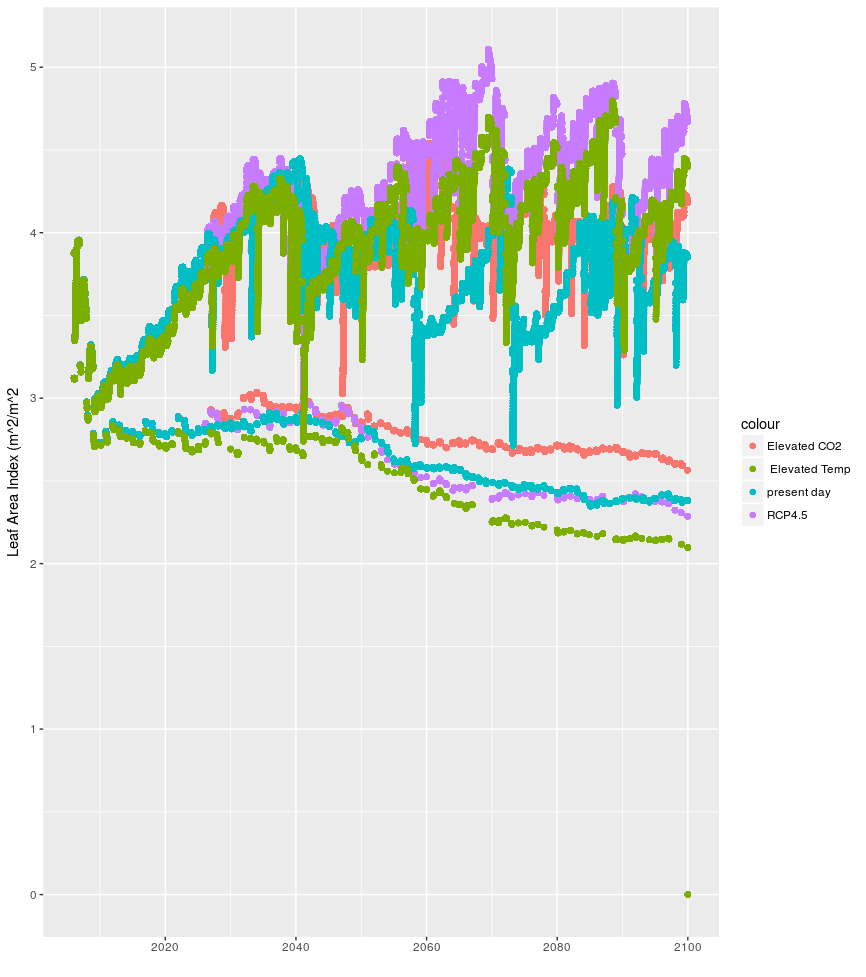 5
4
3
2
1
0
Leaf Area Index (m^2/m^2
2020
2040
2060
2080
2100
colour
Elevated CO2
Elevated Temp
present day
RCP4.5